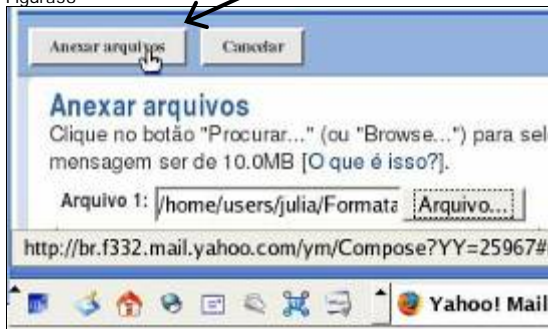 Anexar arquivos Cancelar
Anexar arquivos
Clique no botão "Procurar..." (ou "Browse...") para sel
mensagem ser de 10.0MB [O que é isso?].
Arquivo 1: /home/users/julia/Formata Arquivo...
http://br.f332.mail.yahoo.com/ym/Compose?YY=25967#
Yahoo! Mail